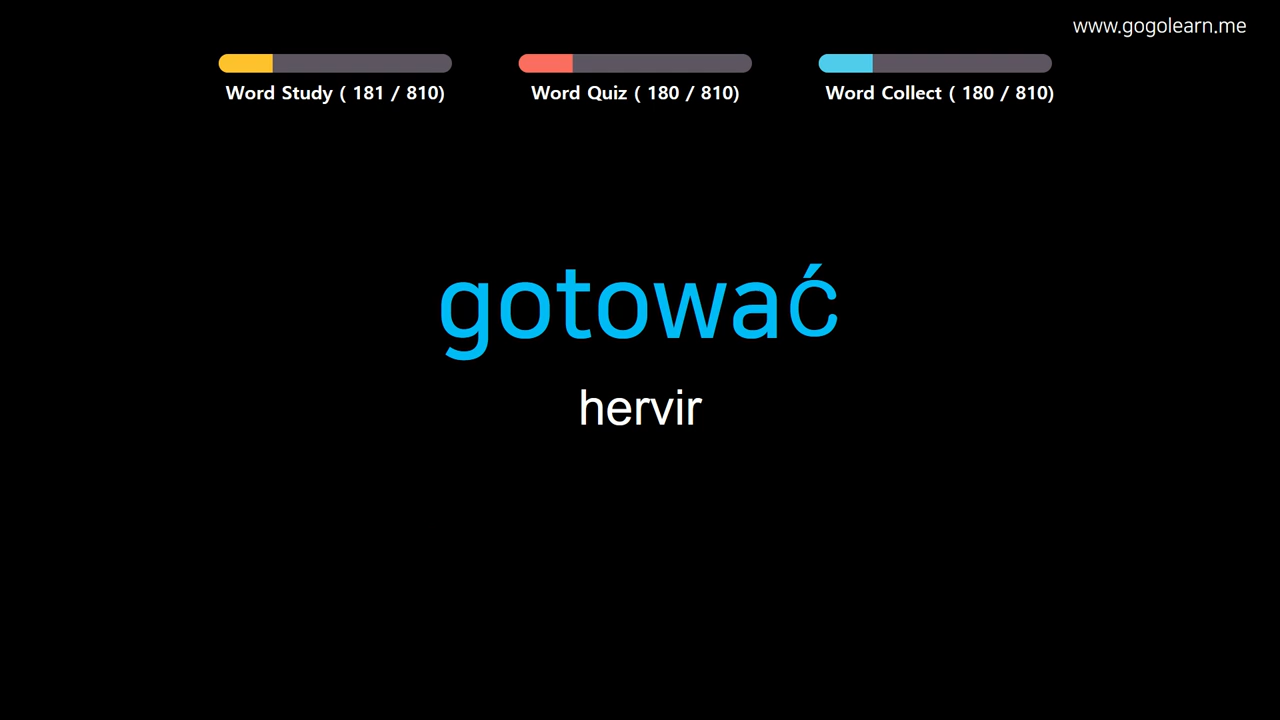 www.gogolearn.me
Word Study ( 181 / 810)
Word Quiz ( 180 / 810)
Word Collect ( 180 / 810)
gotować
hervir